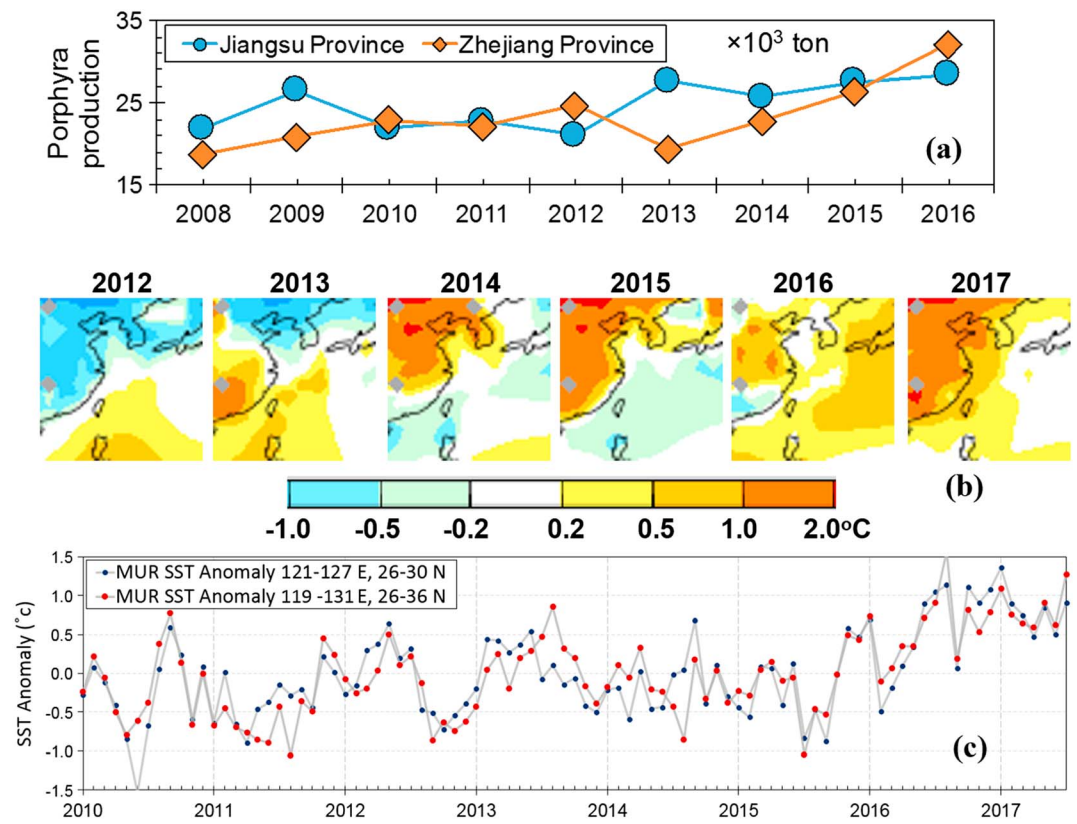 35
Jiangsu Province Zhejiang Province ×10³ ton
Porphyra
production
25
(a)
15
2008 2009 2010 2011 2012 2013 2014 2015 2016
2012 2013 2014 2015 2016 2017
(b)
-1.0 -0.5 -0.2 0.2 0.5 1.0 2.0°C
1.5
MUR SST Anomaly 121-127 E, 26-30 N
MUR SST Anomaly 119 -131 E, 26-36 N
1.0
0.5
SST Anomaly (˚c)
0.0
-0.5
-1.0
(c)
-1.5
2010 2011 2012 2013 2014 2015 2016 2017